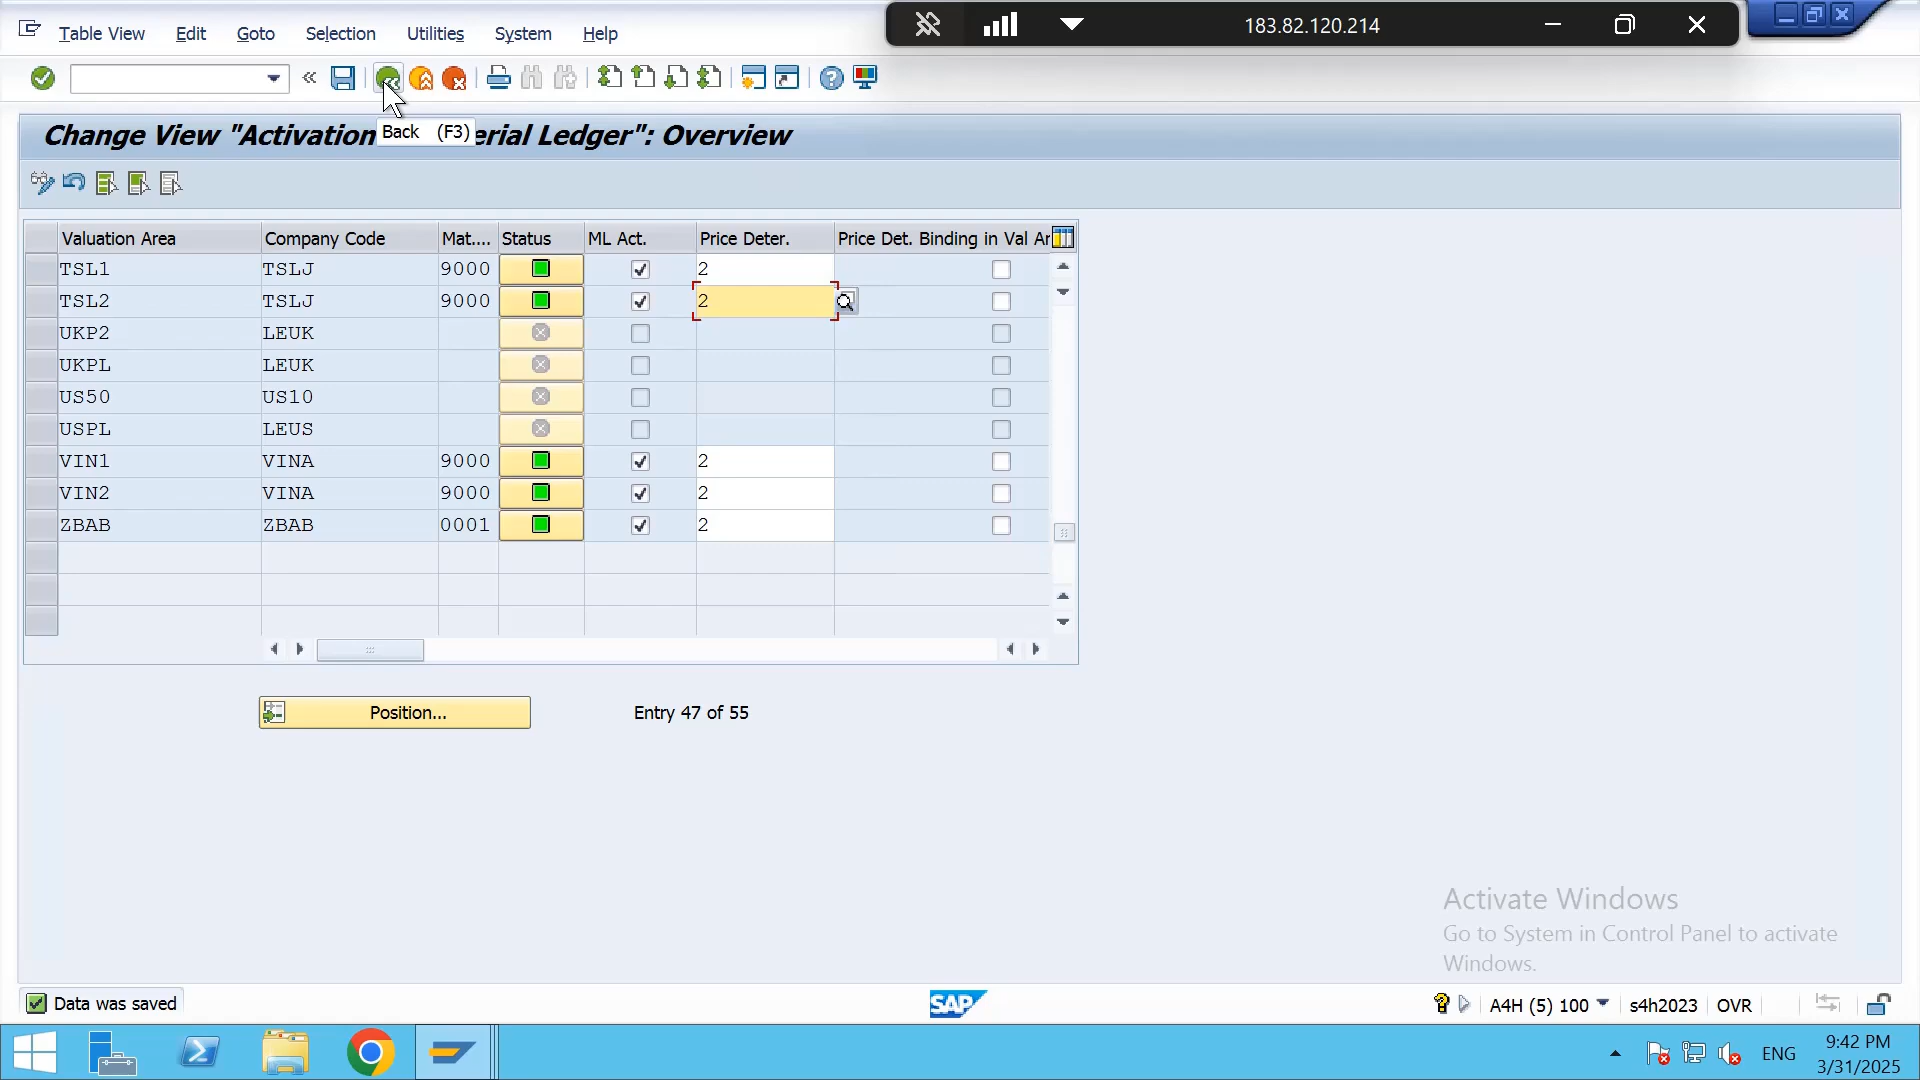 Table View Edit Goto Selection Utilities System Help
183.82.120.214
Change View "Activation erial Ledger": Overview
Back (F3)
Valuation Area Company Code Mat.... Status ML Act. Price Deter. Price Det. Binding in Val Ar
TSL1 TSLJ 9000 2
TSL2 TSLJ 9000 2
UKP2 LEUK
UKPL LEUK
US50 US10
USPL LEUS
VIN1 VINA 9000 2
VIN2 VINA 9000 2
ZBAB ZBAB 0001 2
Position... Entry 47 of 55
Activate Windows
Go to System in Control Panel to activate
Windows.
Data was saved SAP A4H (5) 100 s4h2023 OVR
ENG 9:42 PM
3/31/2025